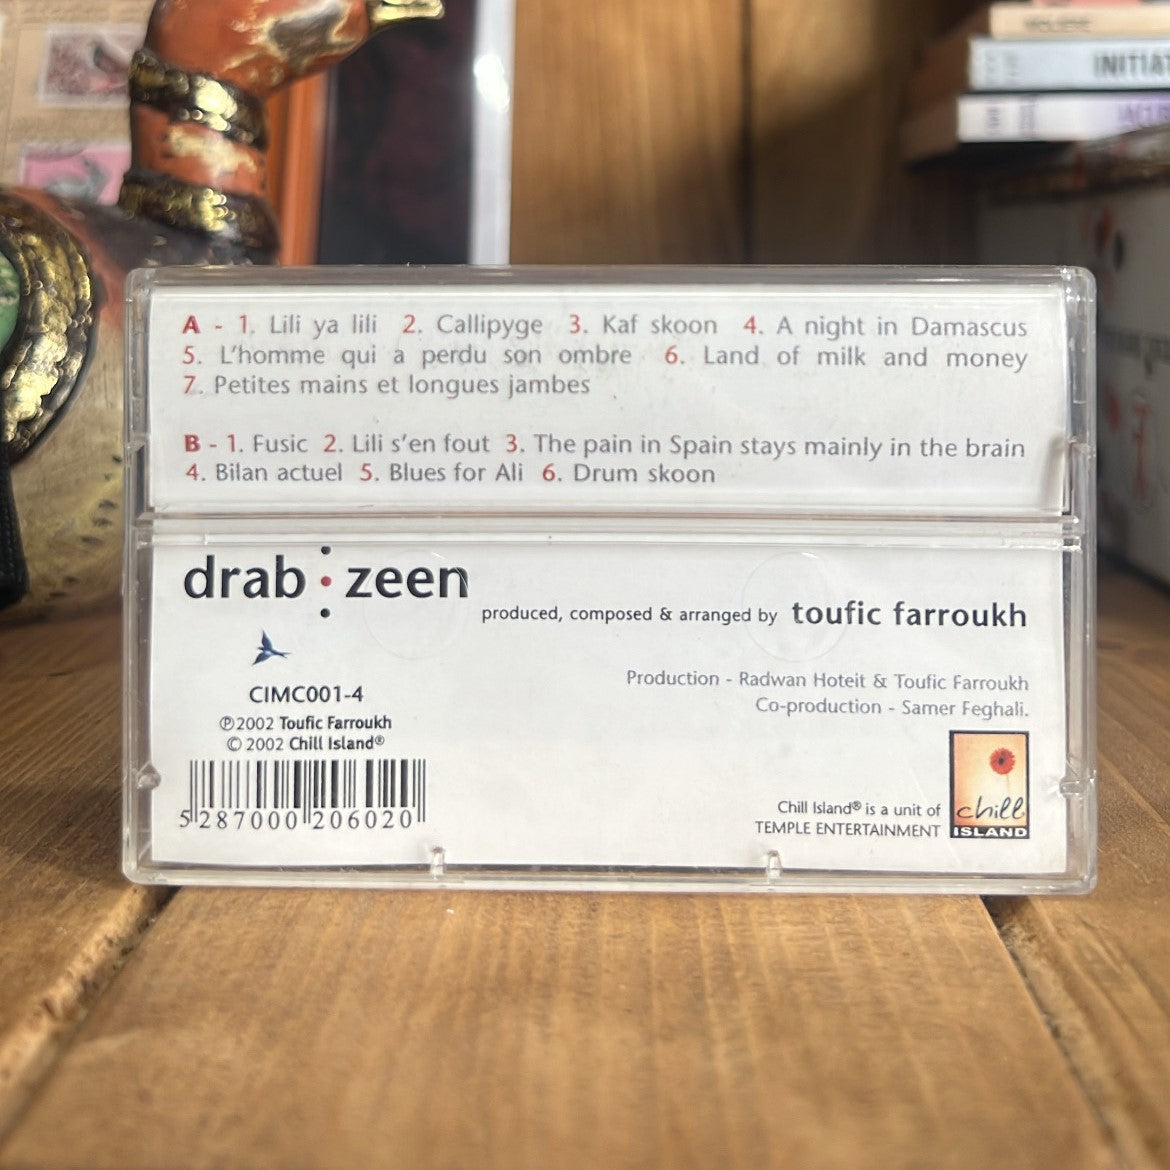 INITIAT
A - 1. Lili ya lili 2. Callipyge 3. Kaf skoon 4. A night in Damascus
5. L'homme qui a perdu son ombre 6. Land of milk and money
7. Petites mains et longues jambes
B - 1. Fusic 2. Lili s'en fout 3. The pain in Spain stays mainly in the brain
4. Bilan actuel 5. Blues for Ali 6. Drum skoon
drab:zeen
produced, composed & arranged by toufic farroukh
CIMC001-4
℗2002 Toufic Farroukh
© 2002 Chill Island®
5 287000 206020
Production - Radwan Hoteit & Toufic Farroukh
Co-production - Samer Feghali.
Chill Island® is a unit of
TEMPLE ENTERTAINMENT
chill
ISLAND